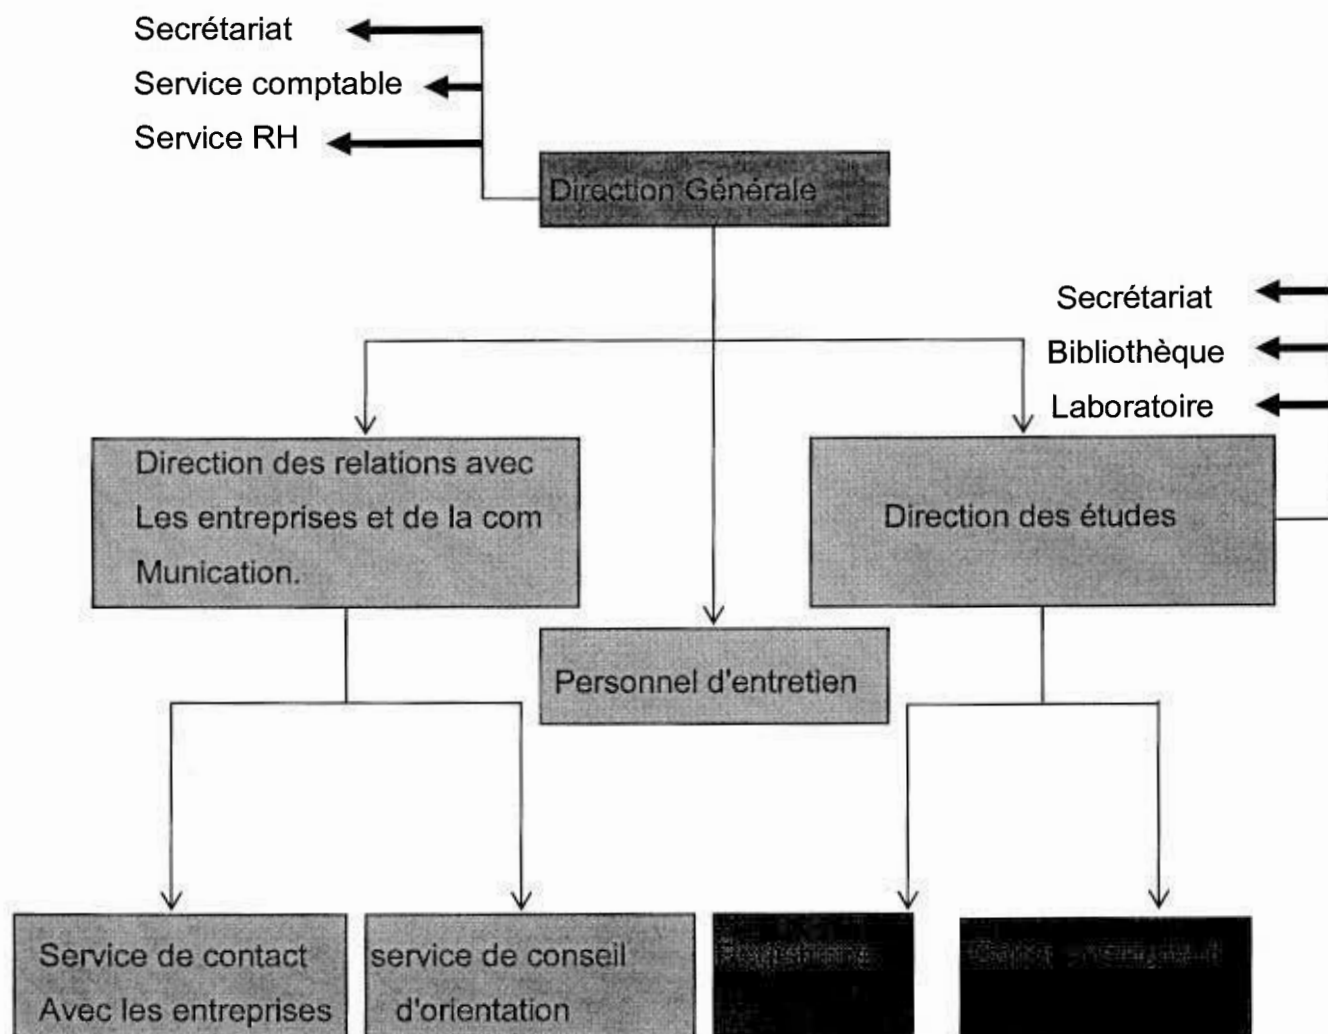 Secrétariat
Service comptable
Service RH
Direction Générale
Secrétariat
Bibliothèque
Laboratoire
Direction des relations avec
Les entreprises et de la com
Munication.
Direction des études
Personnel d'entretien
Service de contact
Avec les entreprises
service de conseil
d'orientation